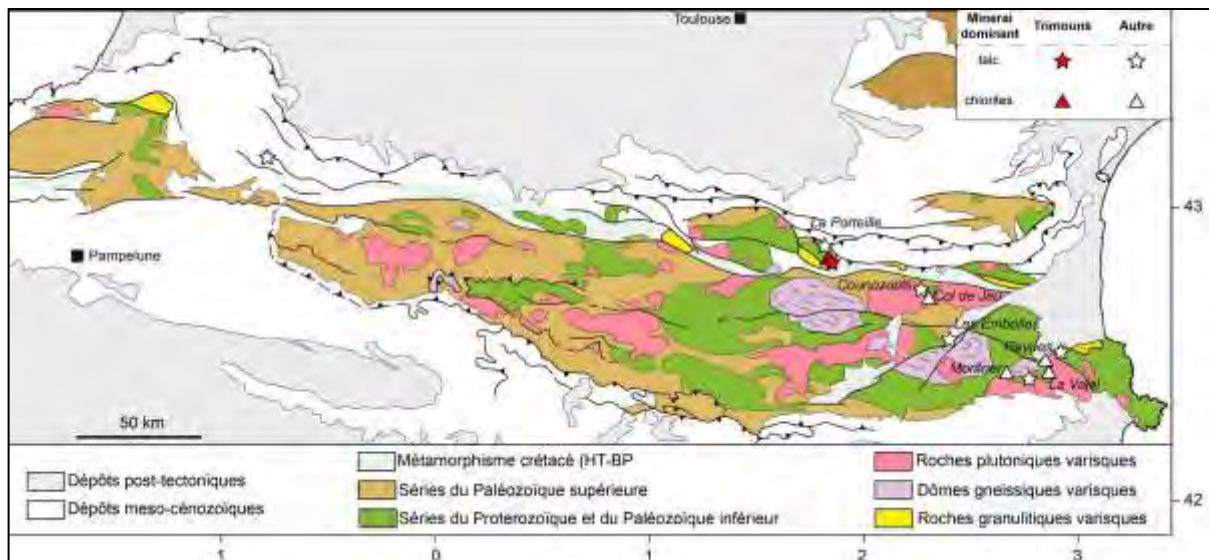 Toulouse
Minerai dominant Trimouns Autre
talc
chlorites
43
La Porteille
Pampelune
Col de Jau
Les Embolles
Montner
La Vall
50 km
Métamorphisme crétacé (HT-BP
Roches plutoniques varisques
Dépôts post-tectoniques
Séries du Paléozoïque supérieure
Dômes gneissiques varisques
Dépôts meso-cénozoïques
Séries du Proterozoïque et du Paléozoïque inférieur
Roches granulitiques varisques
42
1 0 1 2 3